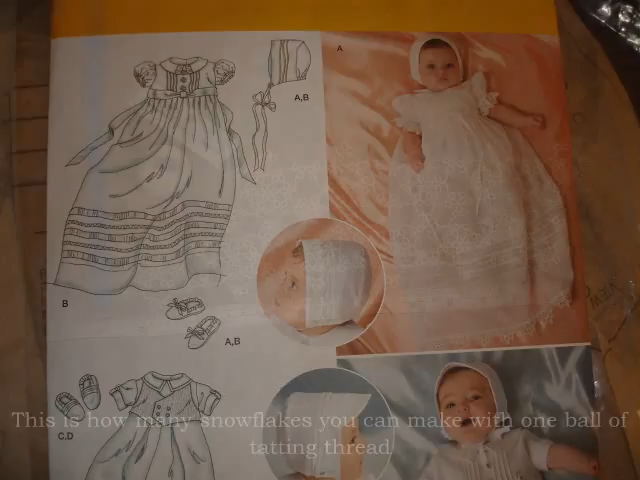 A
A,B
B
A,B
C,D
This is how many snowflakes you can make with one ball of
tatting thread